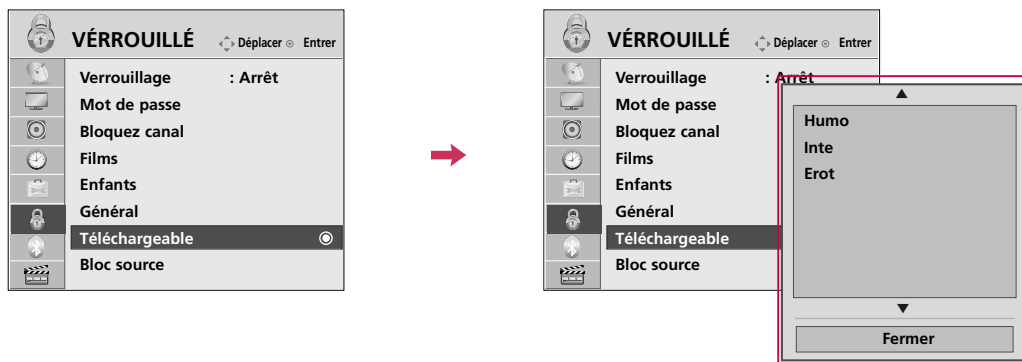 VÉRROUILLÉ Déplacer Entrer
Verrouillage : Arrêt
Mot de passe
Bloquez canal
Films
Enfants
Général
Téléchargeable
Bloc source
VÉRROUILLÉ Déplacer Entrer
Verrouillage : Arrêt
Mot de passe
Bloquez canal
Films
Enfants
Général
Téléchargeable
Bloc source
Humo
Inte
Erot
Fermer